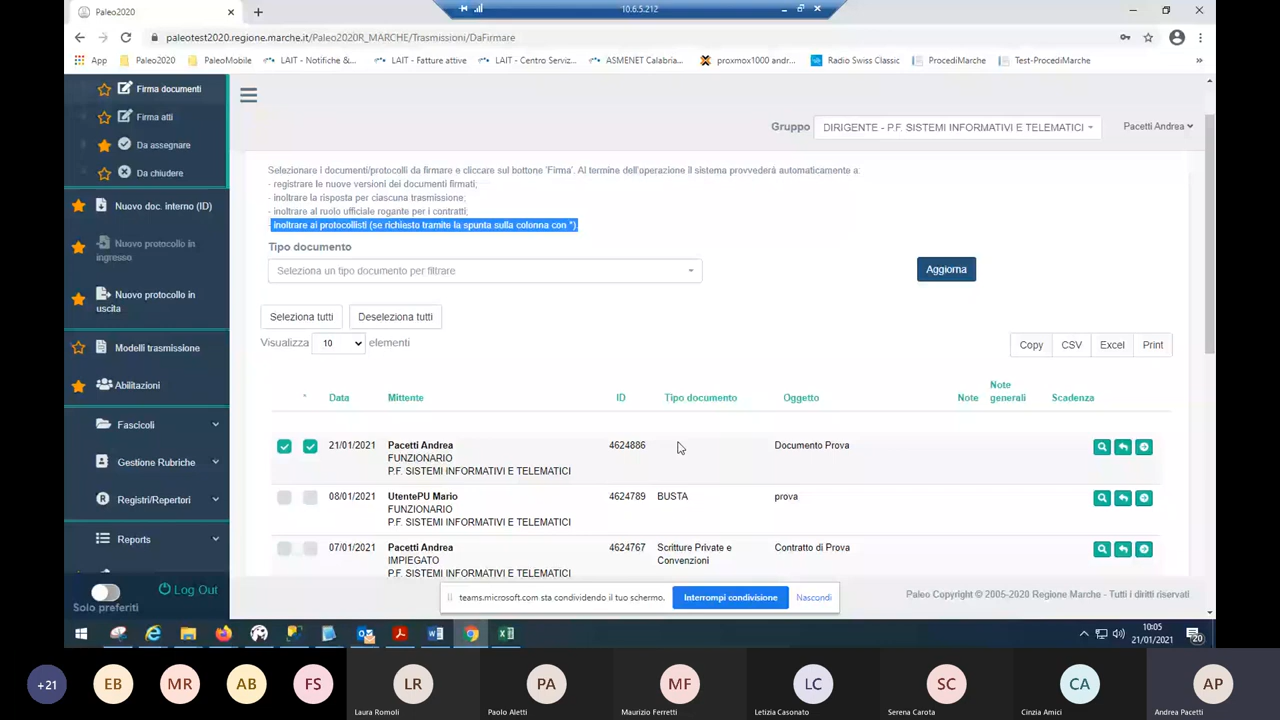 Paleo2020
10.6.5.212
paleotest2020.regione.marche.it/Paleo2020R_MARCHE/Trasmissioni/DaFirmare
App
Paleo2020
PaleoMobile
LAIT - Notifiche &...
LAIT - Fatture attive
LAIT - Centro Serviz...
ASMENET Calabria...
proxmox1000 andr...
Radio Swiss Classic
ProcediMarche
Test-ProcediMarche
Firma documenti
Firma atti
Da assegnare
Da chiudere
Nuovo doc. interno (ID)
Nuovo protocollo in
ingresso
Nuovo protocollo in
uscita
Modelli trasmissione
Abilitazioni
Fascicoli
Gestione Rubriche
Registri/Repertori
Reports
Solo preferiti
Log Out
Gruppo
DIRIGENTE - P.F. SISTEMI INFORMATIVI E TELEMATICI
Pacetti Andrea
Selezionare i documenti/protocolli da firmare e cliccare sul bottone 'Firma'. Al termine dell'operazione il sistema provvederà automaticamente a:
- registrare le nuove versioni dei documenti firmati;
- inoltrare la risposta per ciascuna trasmissione;
- inoltrare al ruolo ufficiale rogante per i contratti;
- inoltrare ai protocollisti (se richiesto tramite la spunta sulla colonna con *)
Tipo documento
Seleziona un tipo documento per filtrare
Aggiorna
Seleziona tutti
Deseleziona tutti
Visualizza 10 elementi
Copy
CSV
Excel
Print
* Data Mittente ID Tipo documento Oggetto Note Note generali Scadenza
21/01/2021 Pacetti Andrea 4624886 Documento Prova
FUNZIONARIO
P.F. SISTEMI INFORMATIVI E TELEMATICI
08/01/2021 UtentePU Mario 4624789 BUSTA prova
FUNZIONARIO
P.F. SISTEMI INFORMATIVI E TELEMATICI
07/01/2021 Pacetti Andrea 4624767 Scritture Private e Contratto di Prova
IMPIEGATO Convenzioni
P.F. SISTEMI INFORMATIVI E TELEMATICI
teams.microsoft.com sta condividendo il tuo schermo.
Interrompi condivisione
Nascondi
Paleo Copyright © 2005-2020 Regione Marche - Tutti i diritti riservati
10:05
21/01/2021
20
+21
EB
MR
AB
FS
LR
Laura Romoli
PA
Paolo Aletti
MF
Maurizio Ferretti
LC
Letizia Casonato
SC
Serena Carota
CA
Cinzia Amici
AP
Andrea Pacetti